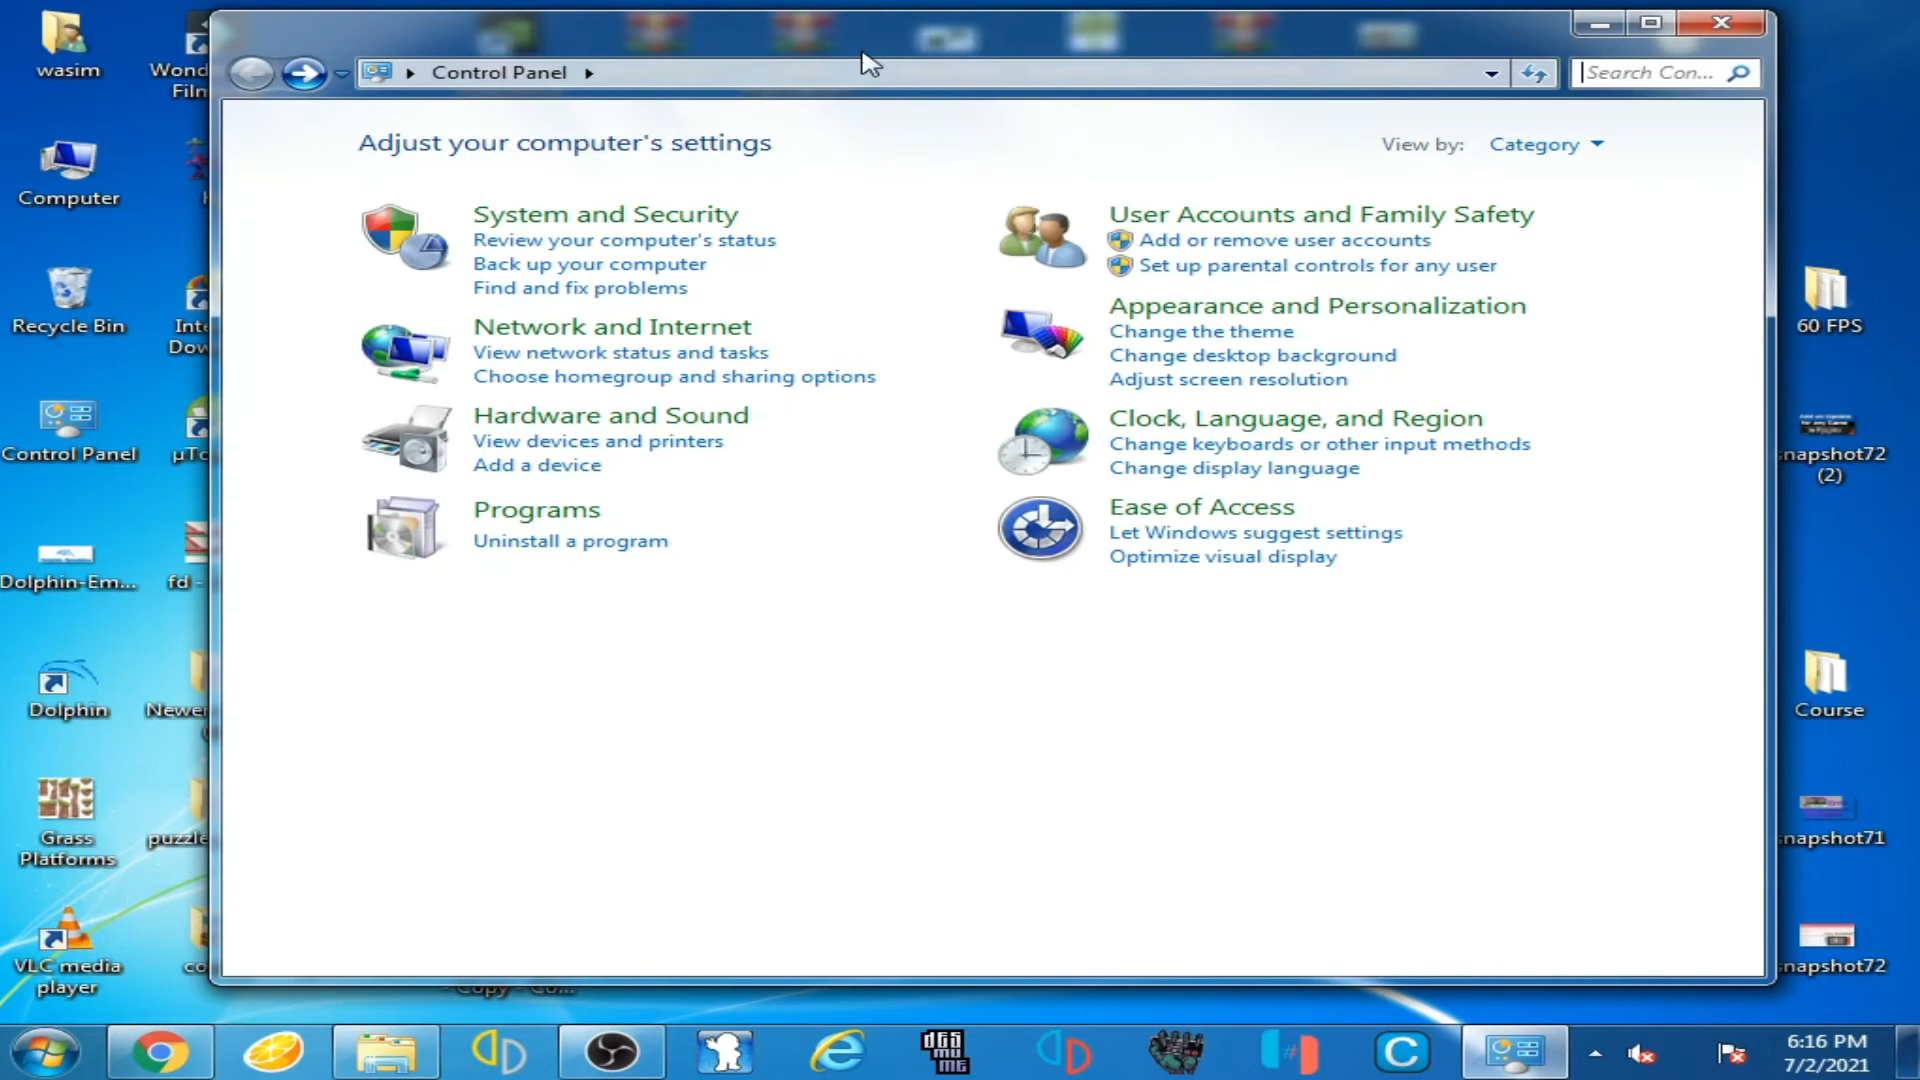 wasim
Computer
Recycle Bin
Control Panel
Dolphin-Em...
Dolphin
Grass
Platforms
VLC media
player
Control Panel
Search Con...
Adjust your computer's settings
View by: Category
System and Security
Review your computer's status
Back up your computer
Find and fix problems
Network and Internet
View network status and tasks
Choose homegroup and sharing options
Hardware and Sound
View devices and printers
Add a device
Programs
Uninstall a program
User Accounts and Family Safety
Add or remove user accounts
Set up parental controls for any user
Appearance and Personalization
Change the theme
Change desktop background
Adjust screen resolution
Clock, Language, and Region
Change keyboards or other input methods
Change display language
Ease of Access
Let Windows suggest settings
Optimize visual display
60 FPS
snapshot72
(2)
Course
snapshot71
snapshot72
6:16 PM
7/2/2021